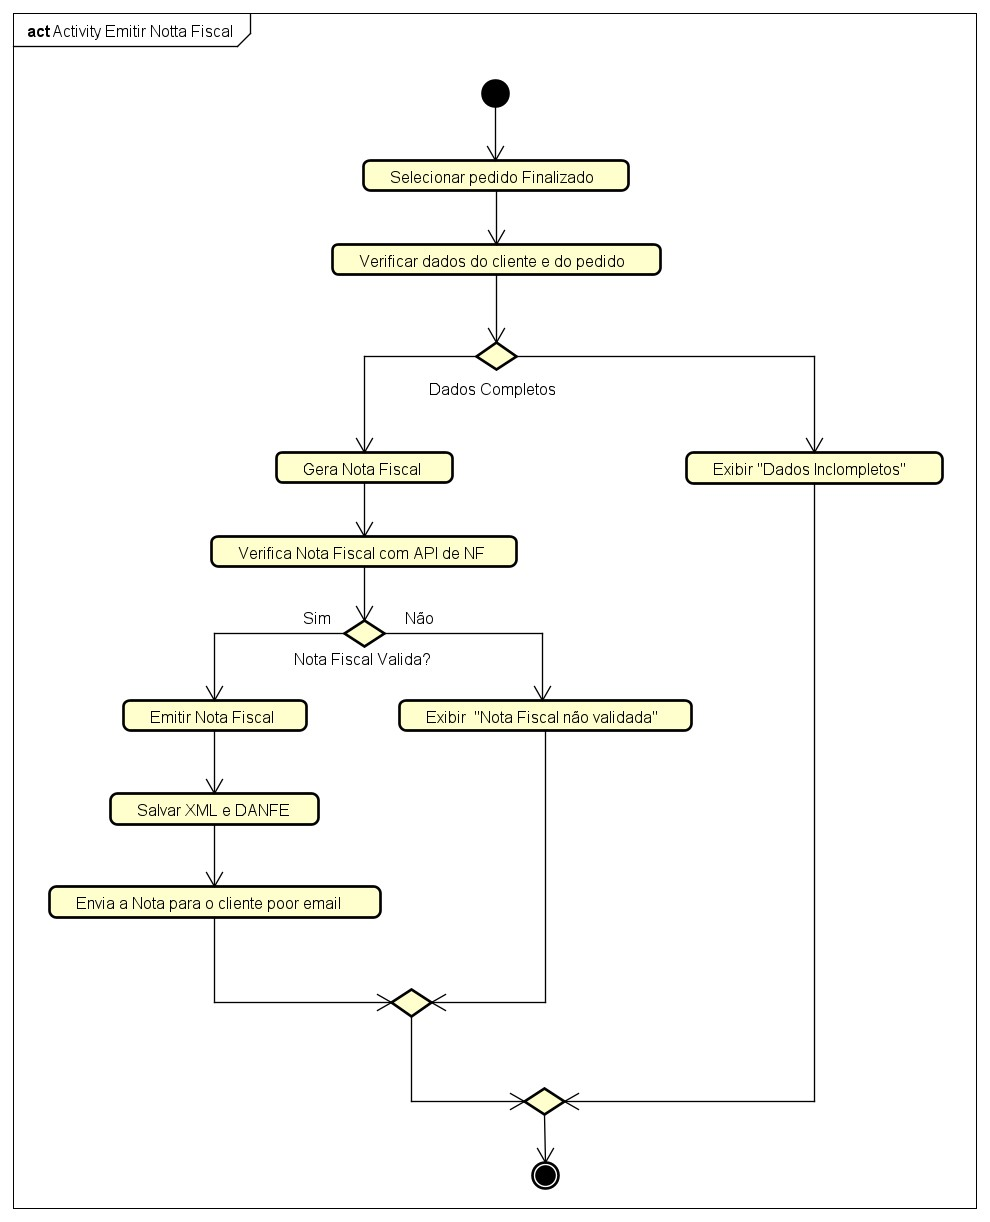 act Activity Emitir Notta Fiscal
Selecionar pedido Finalizado
Verificar dados do cliente e do pedido
Dados Completos
Gera Nota Fiscal
Exibir "Dados Inclompletos"
Verifica Nota Fiscal com API de NF
Sim
Não
Nota Fiscal Valida?
Emitir Nota Fiscal
Exibir "Nota Fiscal não validada"
Salvar XML e DANFE
Envia a Nota para o cliente poor email